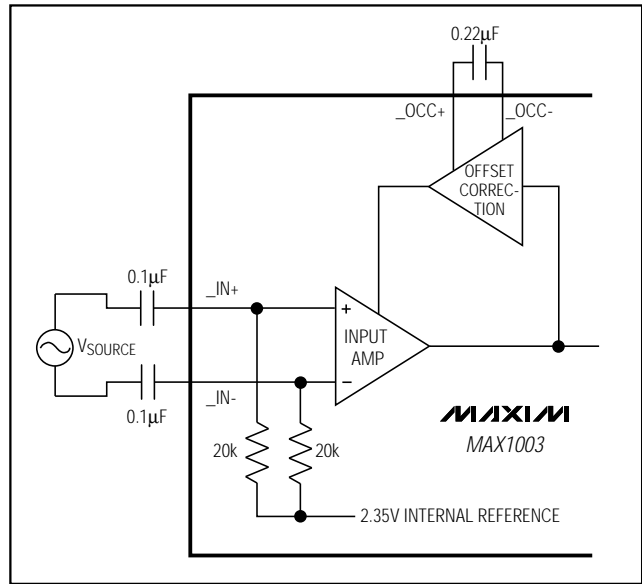 0.22µF
_OCC+
_OCC-
OFFSET
CORREC-
TION
0.1µF
_IN+
+
INPUT
AMP
VSOURCE
−
_IN-
0.1µF
MAXIM
MAX1003
20k
20k
2.35V INTERNAL REFERENCE